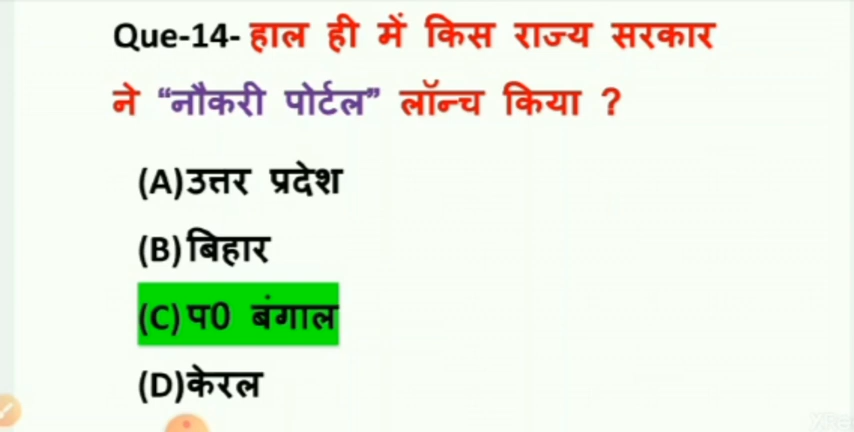 Que-14- हाल ही में किस राज्य सरकार
ने “नौकरी पोर्टल” लॉन्च किया ?
(A)उत्तर प्रदेश
(B)बिहार
(C)प0 बंगाल
(D)केरल